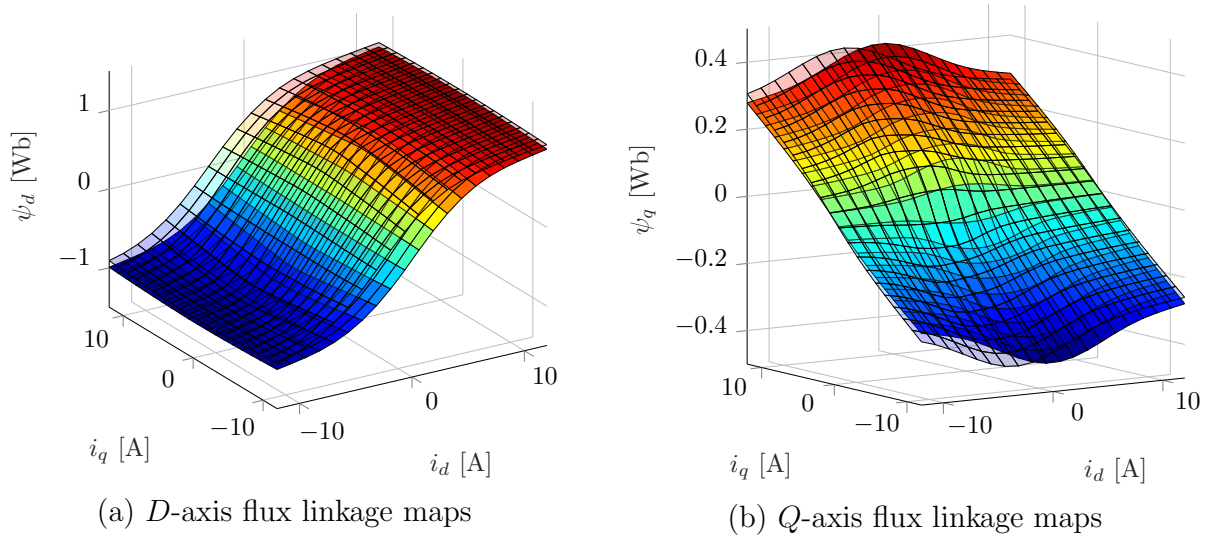 1
0
−1
ψd [Wb]
10
0
−10
iq [A]
−10
0
10
id [A]
(a) D-axis flux linkage maps
0.4
0.2
0
−0.2
−0.4
ψq [Wb]
10
0
−10
iq [A]
−10
0
10
id [A]
(b) Q-axis flux linkage maps